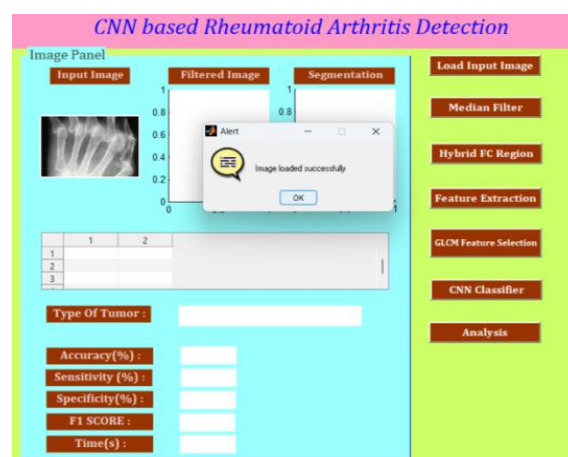 CNN based Rheumatoid Arthritis Detection
Image Panel
Input Image
Filtered Image
Segmentation
1
0.8
0.6
0.4
0.2
0
0
1
0.8
1
Alert
Image loaded successfully
OK
1 2
1
2
3
Type Of Tumor :
Accuracy(%) :
Sensitivity (%) :
Specificity(%) :
F1 SCORE :
Time(s) :
Load Input Image
Median Filter
Hybrid FC Region
Feature Extraction
GLCM Feature Selection
CNN Classifier
Analysis